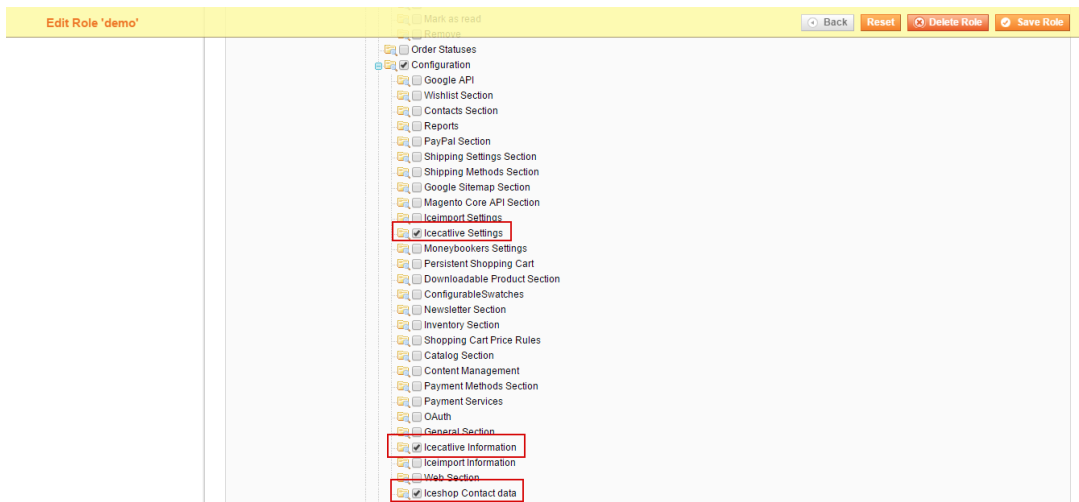 Edit Role 'demo'
Back Reset Delete Role Save Role
Mark as read
Remove
Order Statuses
Configuration
Google API
Wishlist Section
Contacts Section
Reports
PayPal Section
Shipping Settings Section
Shipping Methods Section
Google Sitemap Section
Magento Core API Section
Iceimport Settings
Icecatlive Settings
Moneybookers Settings
Persistent Shopping Cart
Downloadable Product Section
ConfigurableSwatches
Newsletter Section
Inventory Section
Shopping Cart Price Rules
Catalog Section
Content Management
Payment Methods Section
Payment Services
OAuth
General Section
Icecatlive Information
Iceimport Information
Web Section
Iceshop Contact data